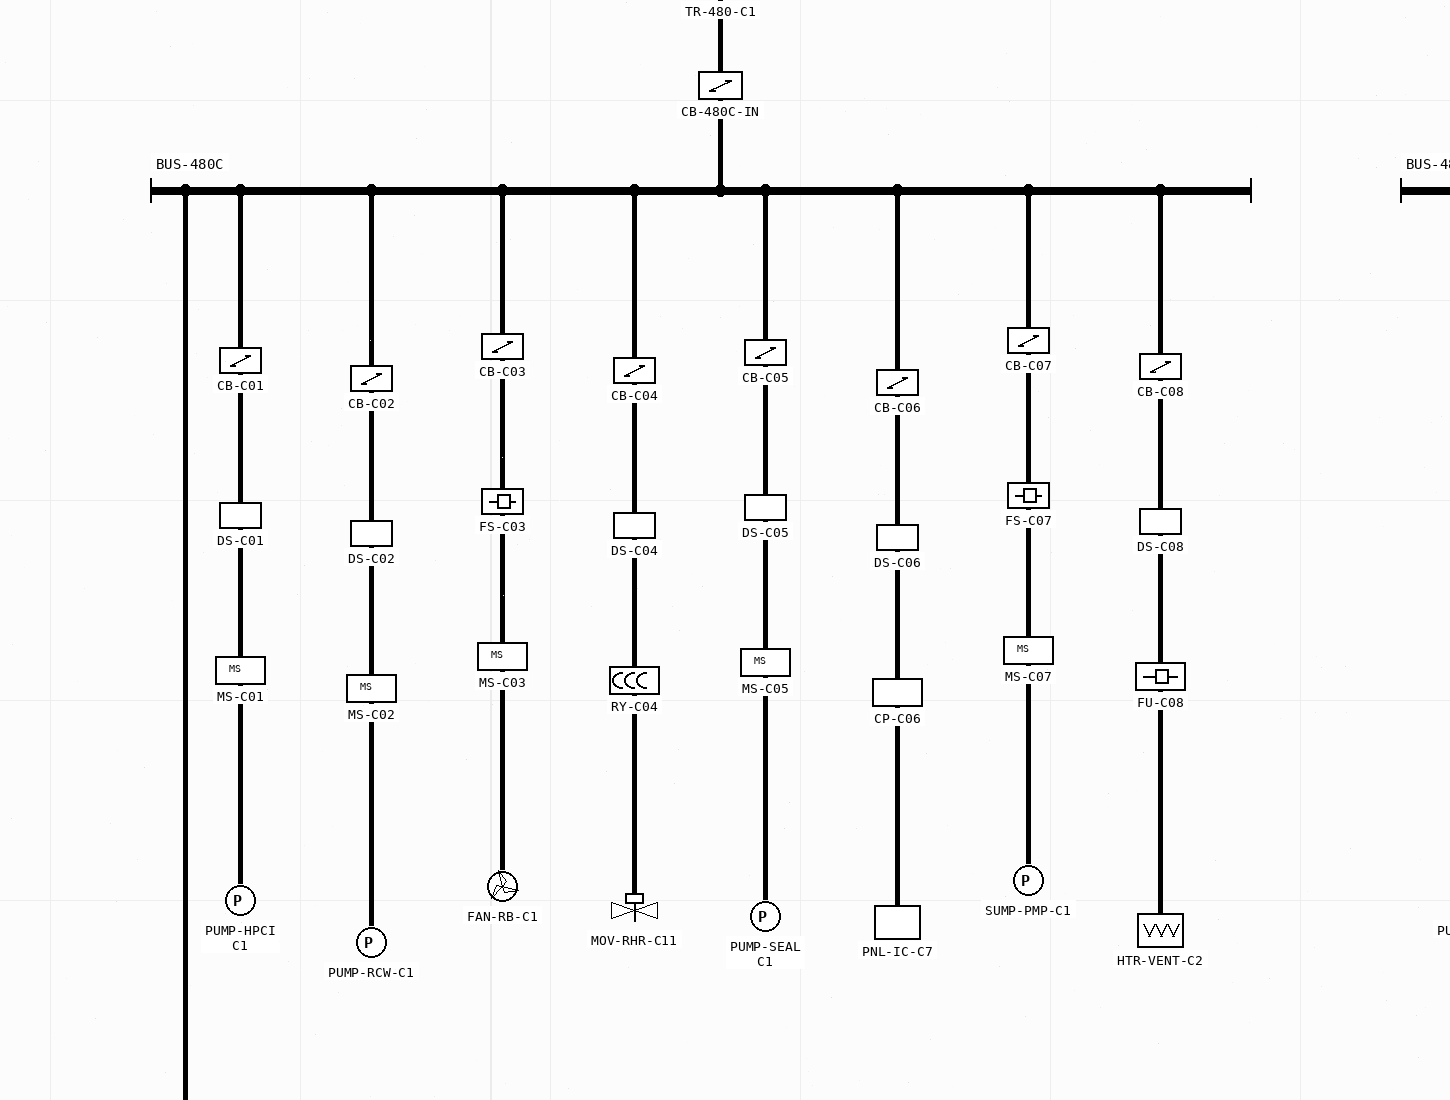 TR-480-C1
CB-480C-IN
BUS-480C
BUS-48
CB-C01
CB-C02
CB-C03
CB-C04
CB-C05
CB-C06
CB-C07
CB-C08
DS-C01
DS-C02
FS-C03
DS-C04
DS-C05
DS-C06
FS-C07
DS-C08
MS
MS-C01
MS
MS-C02
MS
MS-C03
RY-C04
MS
MS-C05
CP-C06
MS
MS-C07
FU-C08
P
PUMP-HPCI
C1
P
PUMP-RCW-C1
FAN-RB-C1
MOV-RHR-C11
P
PUMP-SEAL
C1
PNL-IC-C7
P
SUMP-PMP-C1
HTR-VENT-C2
PU